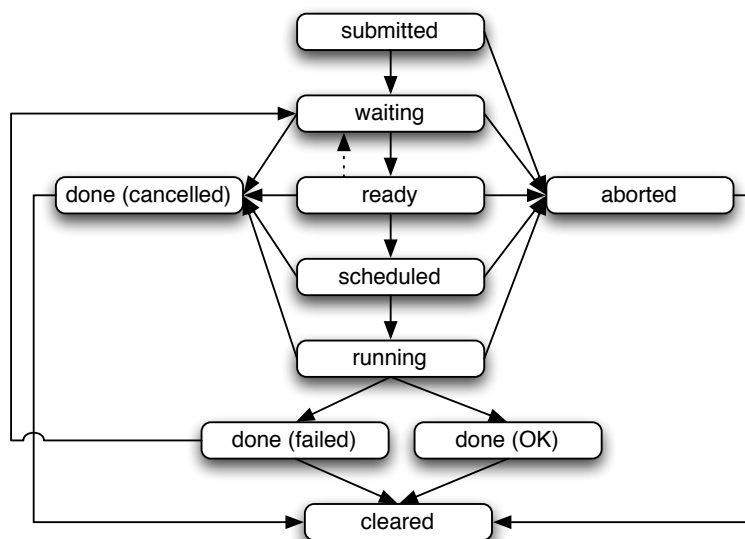 submitted
waiting
done (cancelled)
ready
aborted
scheduled
running
done (failed)
done (OK)
cleared